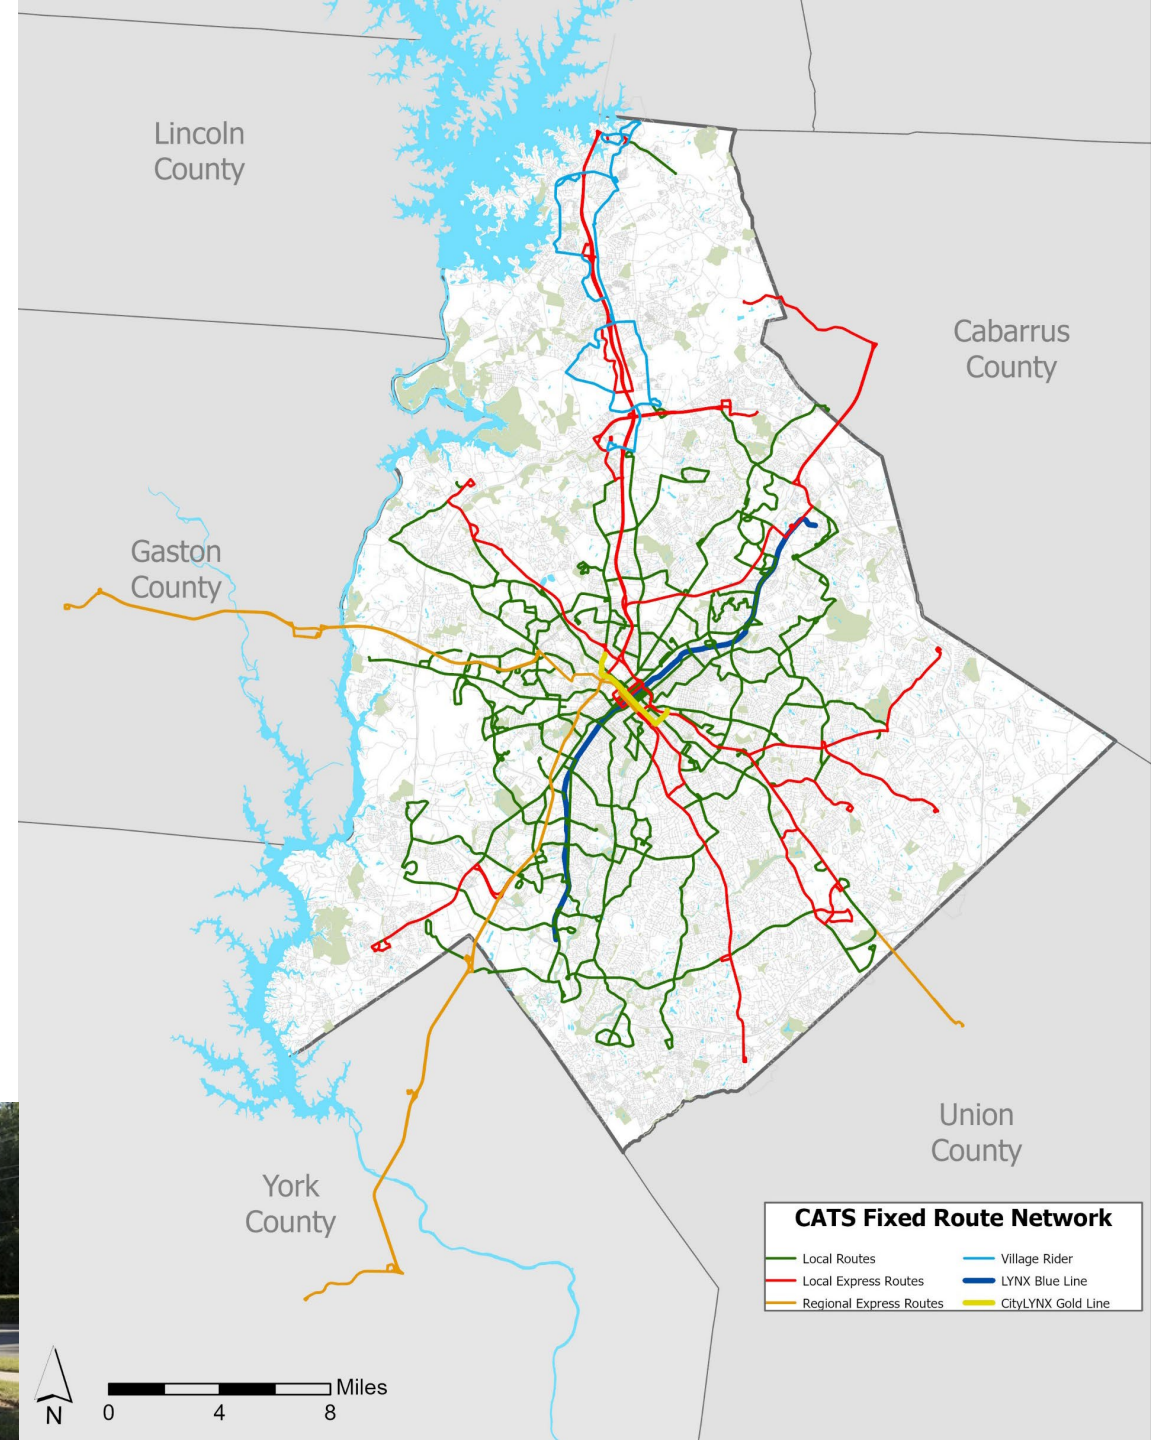 Lincoln
County
Cabarrus
County
Gaston
County
Union
County
York
County
CATS Fixed Route Network
Local Routes
Village Rider
Local Express Routes
LYNX Blue Line
Regional Express Routes
CityLYNX Gold Line
Miles
N
0 4 8